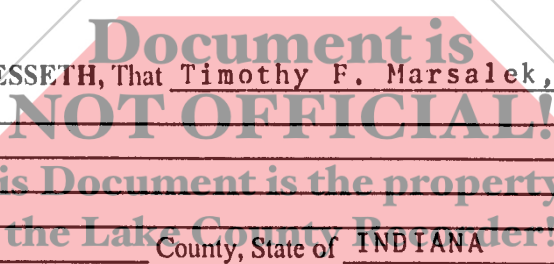 Document is
ESSETH, That Timothy F. Marsalek,
NOT OFFICIAL!
is Document is the property
the Lake County Recorder!
County, State of INDIANA